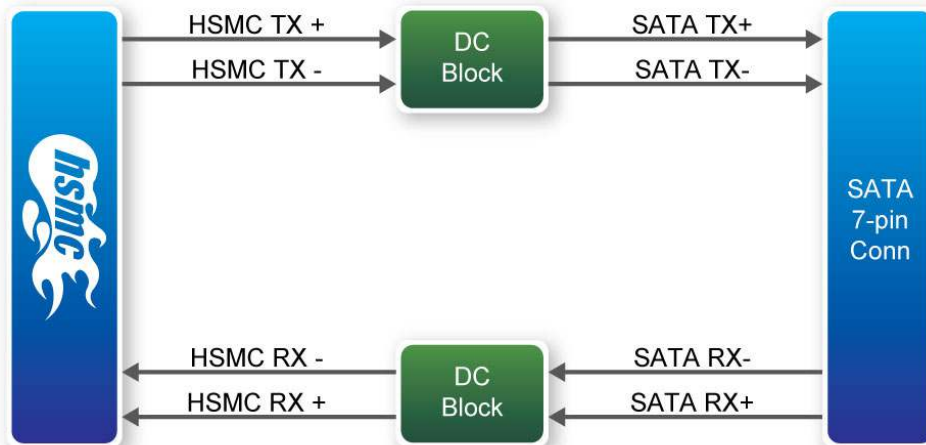 HSMC TX +
HSMC TX -
DC
Block
SATA TX+
SATA TX-
hsmc
SATA
7-pin
Conn
HSMC RX -
HSMC RX +
DC
Block
SATA RX-
SATA RX+